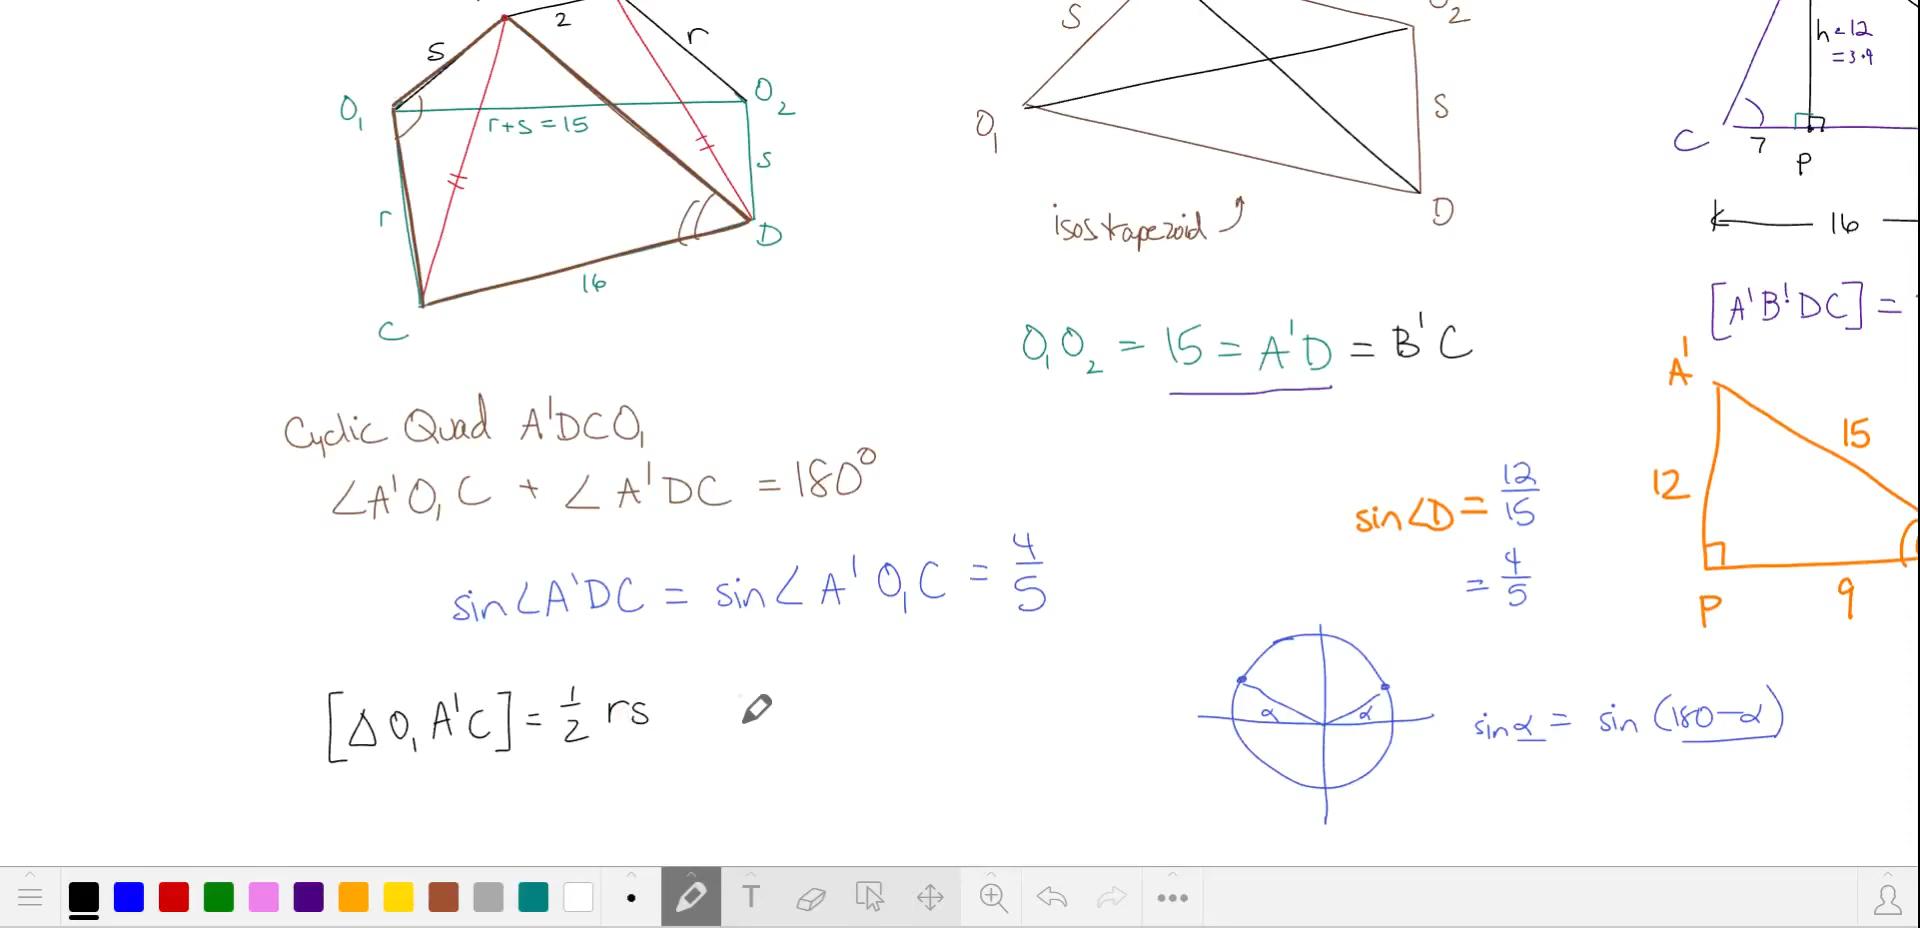 2
S
r
O₁
O₂
r+s=15
s
r
D
16
C
S
O₂
O₁
S
D
isos trapezoid
h=12
=3·4
C
7
P
16
O₁O₂ = 15 = A'D = B'C
[A'B'DC] =
Cyclic Quad A'DCO₁
∠A'O₁C + ∠A'DC = 180°
sin∠A'DC = sin∠A'O₁C = 4/5
[△O₁A'C] = 1/2 rs
sin∠D = 12/15
= 4/5
A'
15
12
P
9
α
α
sinα = sin (180-α)
T